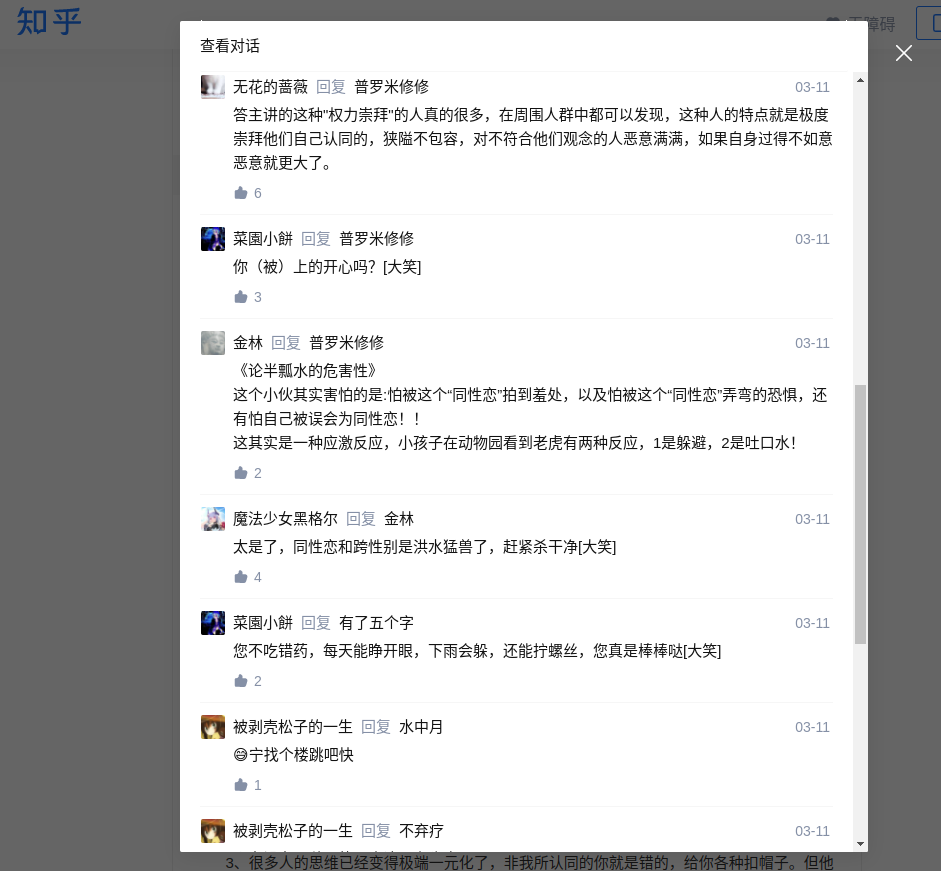 知乎
无障碍
查看对话
无花的蔷薇 回复 普罗米修修 03-11
答主讲的这种"权力崇拜"的人真的很多，在周围人群中都可以发现，这种人的特点就是极度
崇拜他们自己认同的，狭隘不包容，对不符合他们观念的人恶意满满，如果自身过得不如意
恶意就更大了。
6
菜園小餅 回复 普罗米修修 03-11
你（被）上的开心吗？[大笑]
3
金林 回复 普罗米修修 03-11
《论半瓢水的危害性》
这个小伙其实害怕的是:怕被这个“同性恋”拍到羞处，以及怕被这个“同性恋”弄弯的恐惧，还
有怕自己被误会为同性恋！！
这其实是一种应激反应，小孩子在动物园看到老虎有两种反应，1是躲避，2是吐口水！
2
魔法少女黑格尔 回复 金林 03-11
太是了，同性恋和跨性别是洪水猛兽了，赶紧杀干净[大笑]
4
菜園小餅 回复 有了五个字 03-11
您不吃错药，每天能睁开眼，下雨会躲，还能拧螺丝，您真是棒棒哒[大笑]
2
被剥壳松子的一生 回复 水中月 03-11
😅宁找个楼跳吧快
1
被剥壳松子的一生 回复 不弃疗 03-11
3、很多人的思维已经变得极端一元化了，非我所认同的你就是错的，给你各种扣帽子。但他